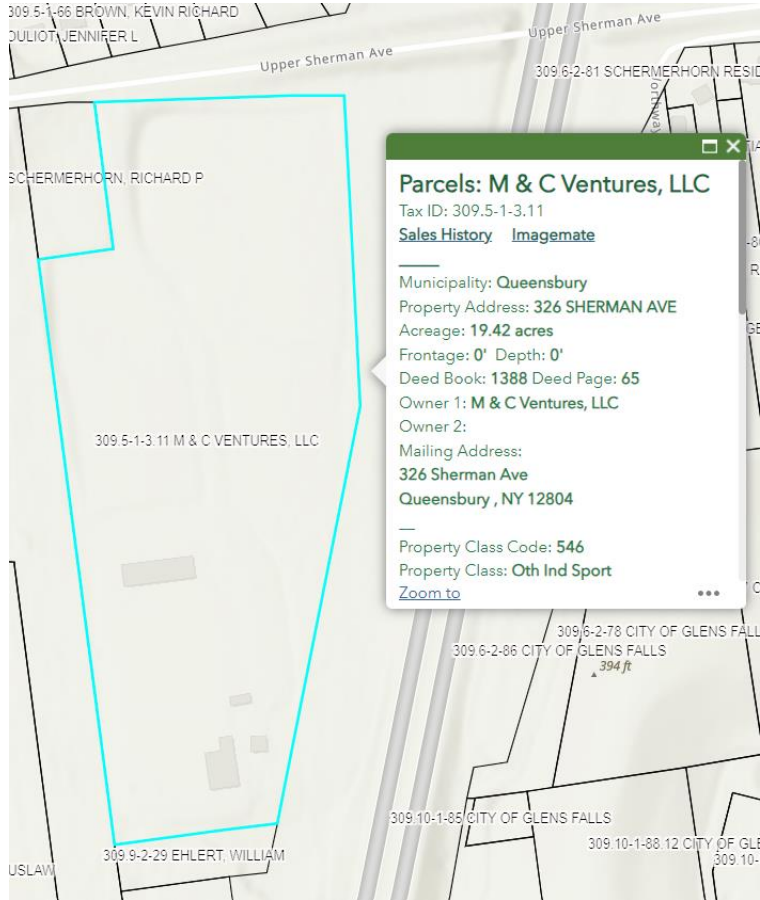 309.5-1-66 BROWN, KEVIN RICHARD
OULIOT, JENNIFER L
Upper Sherman Ave
Upper Sherman Ave
309.6-2-81 SCHERMERHORN RESID
SCHERMERHORN, RICHARD P
Parcels: M & C Ventures, LLC
Tax ID: 309.5-1-3.11
Sales History Imagemate
Municipality: Queensbury
Property Address: 326 SHERMAN AVE
Acreage: 19.42 acres
Frontage: 0' Depth: 0'
Deed Book: 1388 Deed Page: 65
Owner 1: M & C Ventures, LLC
Owner 2:
Mailing Address:
326 Sherman Ave
Queensbury , NY 12804
Property Class Code: 546
Property Class: Oth Ind Sport
Zoom to
309.5-1-3.11 M & C VENTURES, LLC
309.6-2-78 CITY OF GLENS FALL
309.6-2-86 CITY OF GLENS FALLS
394 ft
309.10-1-85 CITY OF GLENS FALLS
309.10-1-88.12 CITY OF GLE
309.10-
309.9-2-29 EHLERT, WILLIAM
USLAW